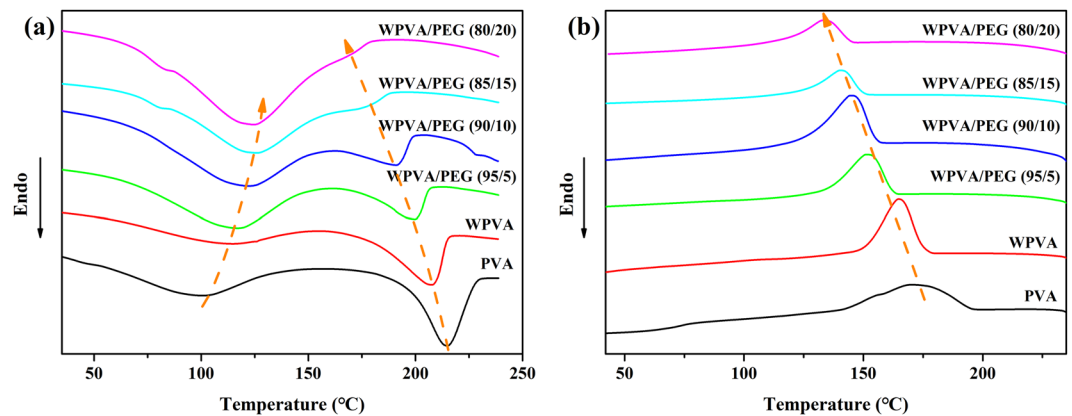 (a)
WPVA/PEG (80/20)
WPVA/PEG (85/15)
WPVA/PEG (90/10)
WPVA/PEG (95/5)
WPVA
PVA
Endo
50
100
150
200
250
Temperature (℃)
(b)
WPVA/PEG (80/20)
WPVA/PEG (85/15)
WPVA/PEG (90/10)
WPVA/PEG (95/5)
WPVA
PVA
Endo
50
100
150
200
Temperature (℃)